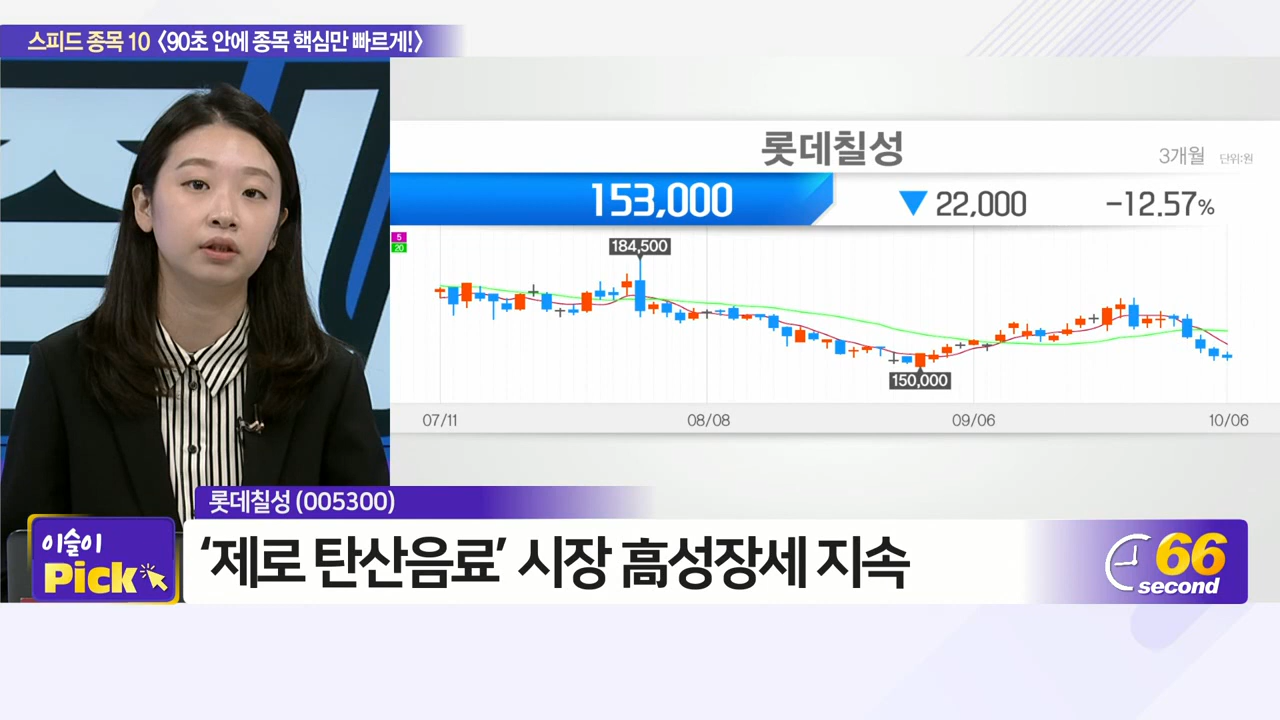 스피드 종목 10 <90초 안에 종목 핵심만 빠르게!>
롯데칠성
3개월 단위:원
153,000 ▼ 22,000 -12.57%
5
20
184,500
150,000
07/11 08/08 09/06 10/06
롯데칠성 (005300)
이슬이
Pick
‘제로 탄산음료’ 시장 高성장세 지속
66
second